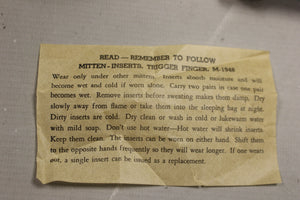 READ — REMEMBER TO FOLLOW
MITTEN-INSERTS, TRIGGER FINGER, M-1948
Wear only under other mittens. Inserts absorb moisture and will
become wet and cold if worn alone. Carry two pairs in case one pair
becomes wet. Remove inserts before sweating makes them damp. Dry
slowly away from flame or take them into the sleeping bag at night.
Dirty inserts are cold. Dry clean or wash in cold or lukewarm water
with mild soap. Don't use hot water—Hot water will shrink inserts.
Keep them clean. The inserts can be worn on either hand. Shift them
to the opposite hands frequently so they will wear longer. If one wears
out, a single insert can be issued as a replacement.